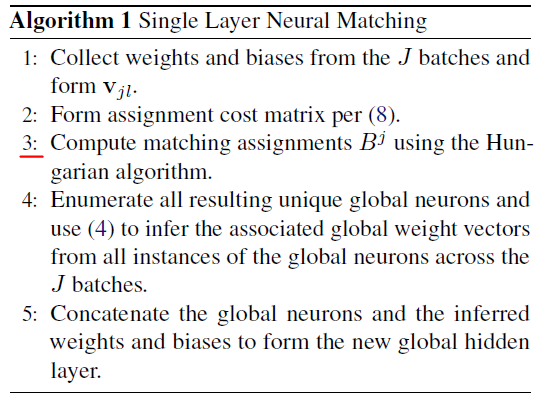 Algorithm 1 Single Layer Neural Matching
1: Collect weights and biases from the J batches and
form v_{jl}.
2: Form assignment cost matrix per (8).
3: Compute matching assignments B^j using the Hun-
garian algorithm.
4: Enumerate all resulting unique global neurons and
use (4) to infer the associated global weight vectors
from all instances of the global neurons across the
J batches.
5: Concatenate the global neurons and the inferred
weights and biases to form the new global hidden
layer.